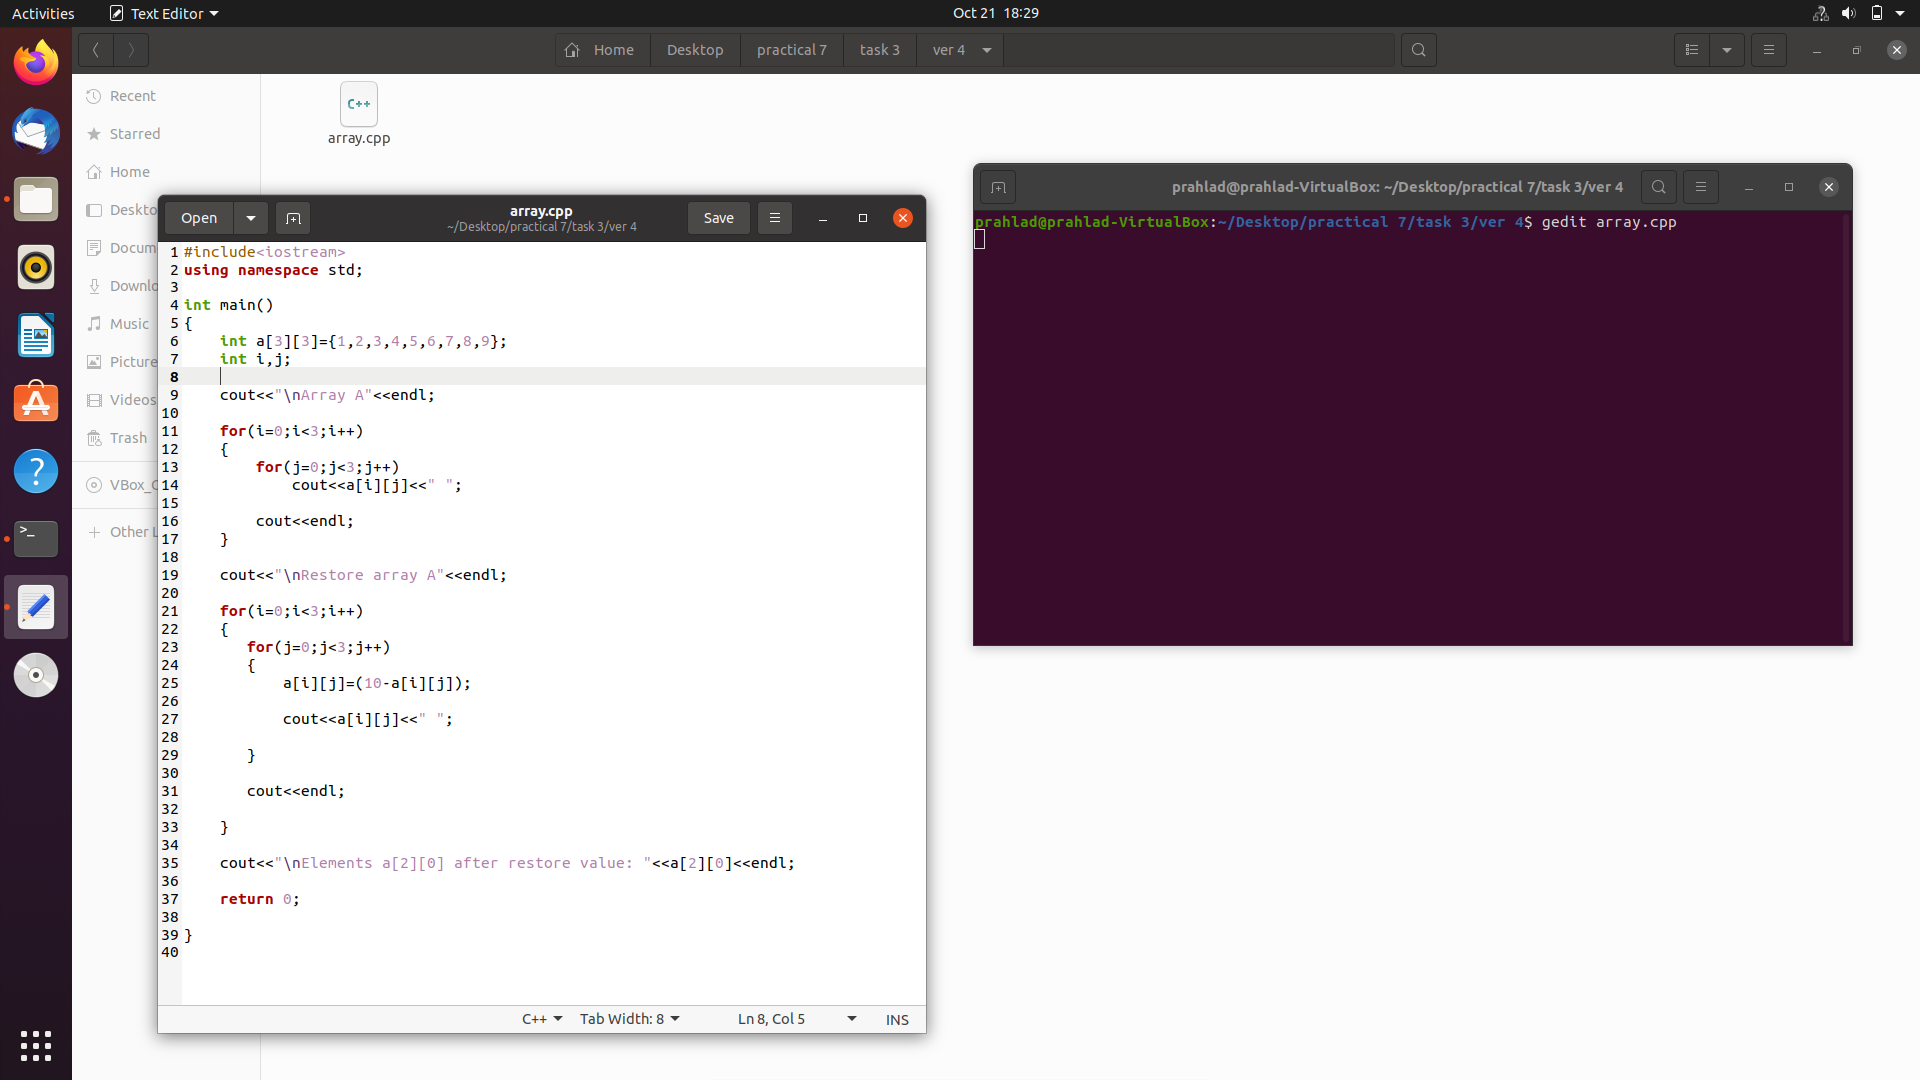 Activities
Text Editor
Oct 21 18:29
Home
Desktop
practical 7
task 3
ver 4
Recent
Starred
Home
Deskto
Docum
Downlo
Music
Picture
Videos
Trash
VBox_
Other L
C++
array.cpp
Open
array.cpp
~/Desktop/practical 7/task 3/ver 4
Save
1 #include<iostream>
2 using namespace std;
3
4 int main()
5 {
6     int a[3][3]={1,2,3,4,5,6,7,8,9};
7     int i,j;
8
9     cout<<"\nArray A"<<endl;
10
11     for(i=0;i<3;i++)
12     {
13         for(j=0;j<3;j++)
14             cout<<a[i][j]<<" ";
15
16         cout<<endl;
17     }
18
19     cout<<"\nRestore array A"<<endl;
20
21     for(i=0;i<3;i++)
22     {
23        for(j=0;j<3;j++)
24        {
25            a[i][j]=(10-a[i][j]);
26
27            cout<<a[i][j]<<" ";
28
29        }
30
31        cout<<endl;
32
33     }
34
35     cout<<"\nElements a[2][0] after restore value: "<<a[2][0]<<endl;
36
37     return 0;
38
39 }
40
C++
Tab Width: 8
Ln 8, Col 5
INS
prahlad@prahlad-VirtualBox: ~/Desktop/practical 7/task 3/ver 4
prahlad@prahlad-VirtualBox:~/Desktop/practical 7/task 3/ver 4$ gedit array.cpp